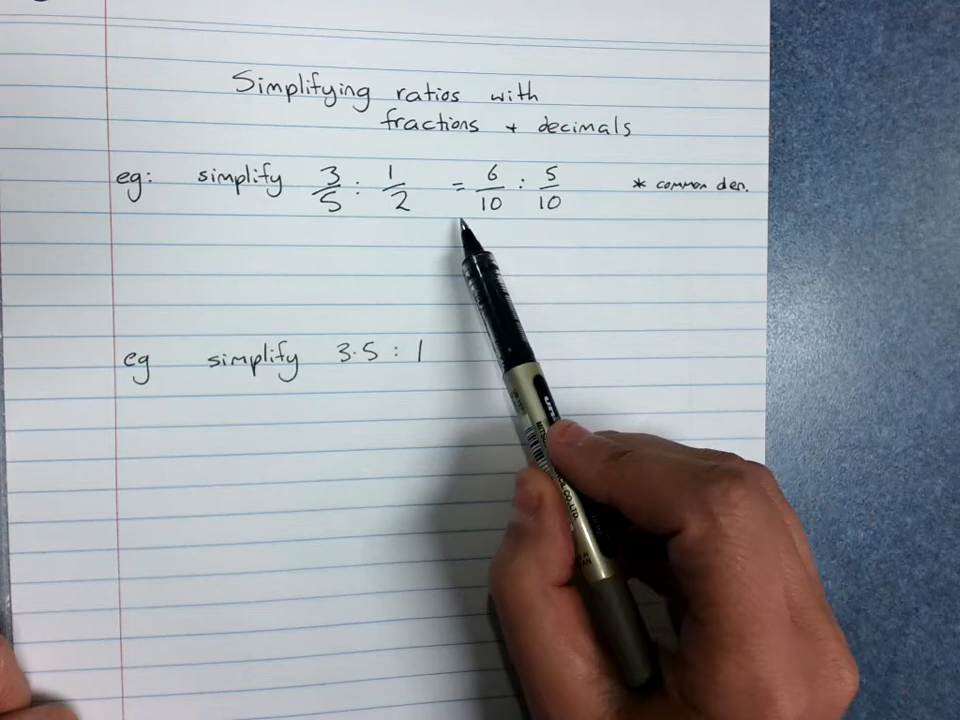 Simplifying ratios with
fractions + decimals
eg: simplify 3/5 : 1/2 = 6/10 : 5/10 * common den.
eg simplify 3.5 : 1